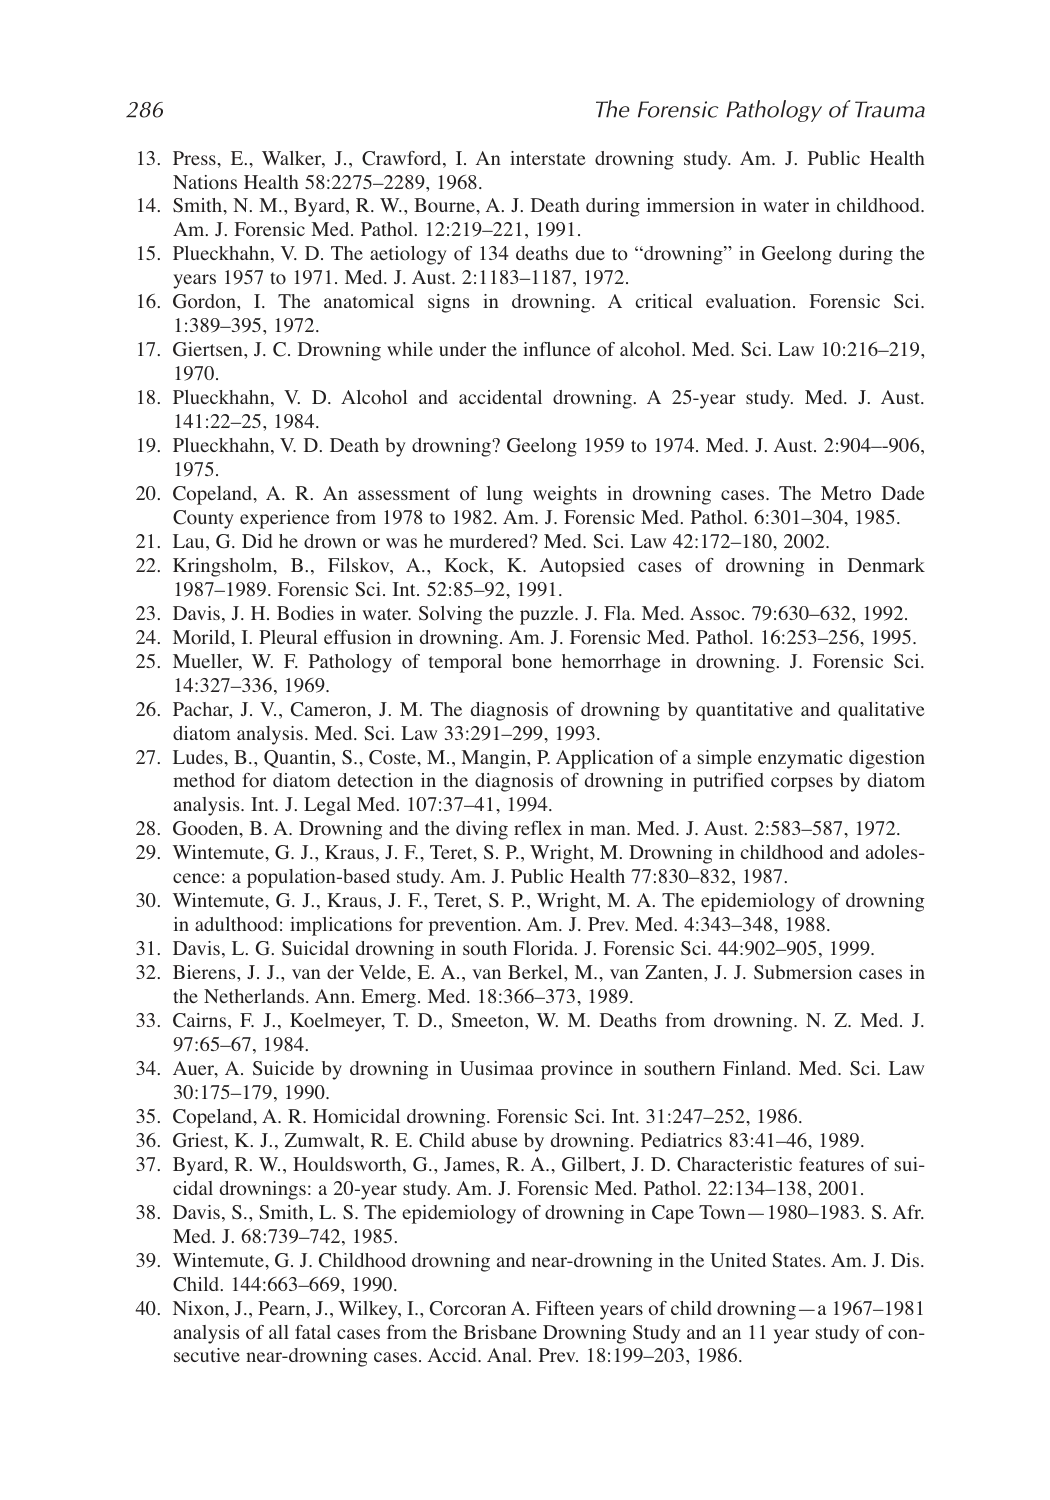 286 The Forensic Pathology of Trauma
13. Press, E., Walker, J., Crawford, I. An interstate drowning study. Am. J. Public Health
Nations Health 58:2275–2289, 1968.
14. Smith, N. M., Byard, R. W., Bourne, A. J. Death during immersion in water in childhood.
Am. J. Forensic Med. Pathol. 12:219–221, 1991.
15. Plueckhahn, V. D. The aetiology of 134 deaths due to “drowning” in Geelong during the
years 1957 to 1971. Med. J. Aust. 2:1183–1187, 1972.
16. Gordon, I. The anatomical signs in drowning. A critical evaluation. Forensic Sci.
1:389–395, 1972.
17. Giertsen, J. C. Drowning while under the influnce of alcohol. Med. Sci. Law 10:216–219,
1970.
18. Plueckhahn, V. D. Alcohol and accidental drowning. A 25-year study. Med. J. Aust.
141:22–25, 1984.
19. Plueckhahn, V. D. Death by drowning? Geelong 1959 to 1974. Med. J. Aust. 2:904–-906,
1975.
20. Copeland, A. R. An assessment of lung weights in drowning cases. The Metro Dade
County experience from 1978 to 1982. Am. J. Forensic Med. Pathol. 6:301–304, 1985.
21. Lau, G. Did he drown or was he murdered? Med. Sci. Law 42:172–180, 2002.
22. Kringsholm, B., Filskov, A., Kock, K. Autopsied cases of drowning in Denmark
1987–1989. Forensic Sci. Int. 52:85–92, 1991.
23. Davis, J. H. Bodies in water. Solving the puzzle. J. Fla. Med. Assoc. 79:630–632, 1992.
24. Morild, I. Pleural effusion in drowning. Am. J. Forensic Med. Pathol. 16:253–256, 1995.
25. Mueller, W. F. Pathology of temporal bone hemorrhage in drowning. J. Forensic Sci.
14:327–336, 1969.
26. Pachar, J. V., Cameron, J. M. The diagnosis of drowning by quantitative and qualitative
diatom analysis. Med. Sci. Law 33:291–299, 1993.
27. Ludes, B., Quantin, S., Coste, M., Mangin, P. Application of a simple enzymatic digestion
method for diatom detection in the diagnosis of drowning in putrified corpses by diatom
analysis. Int. J. Legal Med. 107:37–41, 1994.
28. Gooden, B. A. Drowning and the diving reflex in man. Med. J. Aust. 2:583–587, 1972.
29. Wintemute, G. J., Kraus, J. F., Teret, S. P., Wright, M. Drowning in childhood and adoles-
cence: a population-based study. Am. J. Public Health 77:830–832, 1987.
30. Wintemute, G. J., Kraus, J. F., Teret, S. P., Wright, M. A. The epidemiology of drowning
in adulthood: implications for prevention. Am. J. Prev. Med. 4:343–348, 1988.
31. Davis, L. G. Suicidal drowning in south Florida. J. Forensic Sci. 44:902–905, 1999.
32. Bierens, J. J., van der Velde, E. A., van Berkel, M., van Zanten, J. J. Submersion cases in
the Netherlands. Ann. Emerg. Med. 18:366–373, 1989.
33. Cairns, F. J., Koelmeyer, T. D., Smeeton, W. M. Deaths from drowning. N. Z. Med. J.
97:65–67, 1984.
34. Auer, A. Suicide by drowning in Uusimaa province in southern Finland. Med. Sci. Law
30:175–179, 1990.
35. Copeland, A. R. Homicidal drowning. Forensic Sci. Int. 31:247–252, 1986.
36. Griest, K. J., Zumwalt, R. E. Child abuse by drowning. Pediatrics 83:41–46, 1989.
37. Byard, R. W., Houldsworth, G., James, R. A., Gilbert, J. D. Characteristic features of sui-
cidal drownings: a 20-year study. Am. J. Forensic Med. Pathol. 22:134–138, 2001.
38. Davis, S., Smith, L. S. The epidemiology of drowning in Cape Town—1980–1983. S. Afr.
Med. J. 68:739–742, 1985.
39. Wintemute, G. J. Childhood drowning and near-drowning in the United States. Am. J. Dis.
Child. 144:663–669, 1990.
40. Nixon, J., Pearn, J., Wilkey, I., Corcoran A. Fifteen years of child drowning—a 1967–1981
analysis of all fatal cases from the Brisbane Drowning Study and an 11 year study of con-
secutive near-drowning cases. Accid. Anal. Prev. 18:199–203, 1986.